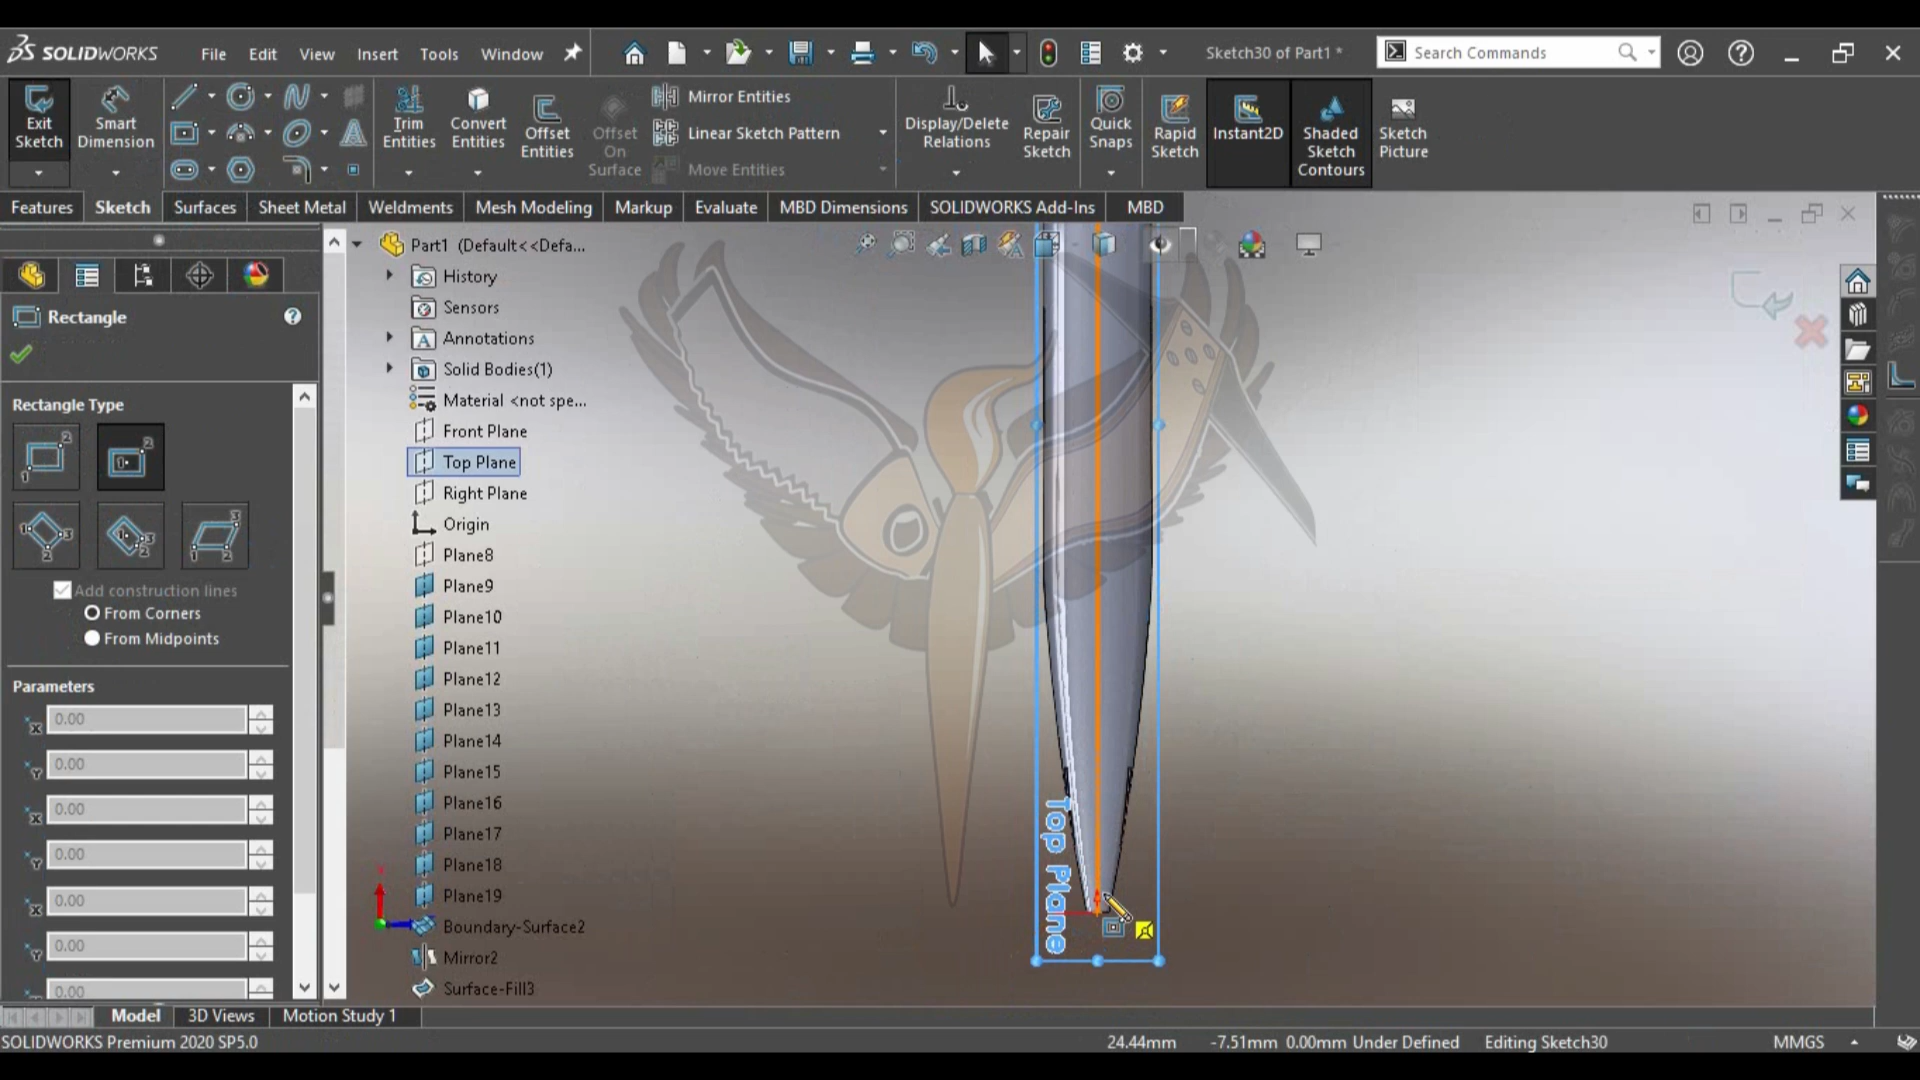 SOLIDWORKS
File Edit View Insert Tools Window
Sketch30 of Part1 *
Search Commands
Exit Sketch
Smart Dimension
Trim Entities
Convert Entities
Offset Entities
Offset On Surface
Mirror Entities
Linear Sketch Pattern
Move Entities
Display/Delete Relations
Repair Sketch
Quick Snaps
Rapid Sketch
Instant2D
Shaded Sketch Contours
Sketch Picture
Features Sketch Surfaces Sheet Metal Weldments Mesh Modeling Markup Evaluate MBD Dimensions SOLIDWORKS Add-Ins MBD
Rectangle
Rectangle Type
Add construction lines
From Corners
From Midpoints
Parameters
0.00
0.00
0.00
0.00
0.00
0.00
0.00
Part1 (Default<<Defa...
History
Sensors
Annotations
Solid Bodies(1)
Material <not spe...
Front Plane
Top Plane
Right Plane
Origin
Plane8
Plane9
Plane10
Plane11
Plane12
Plane13
Plane14
Plane15
Plane16
Plane17
Plane18
Plane19
Boundary-Surface2
Mirror2
Surface-Fill3
Top Plane
Model 3D Views Motion Study 1
SOLIDWORKS Premium 2020 SP5.0
24.44mm -7.51mm 0.00mm Under Defined Editing Sketch30 MMGS